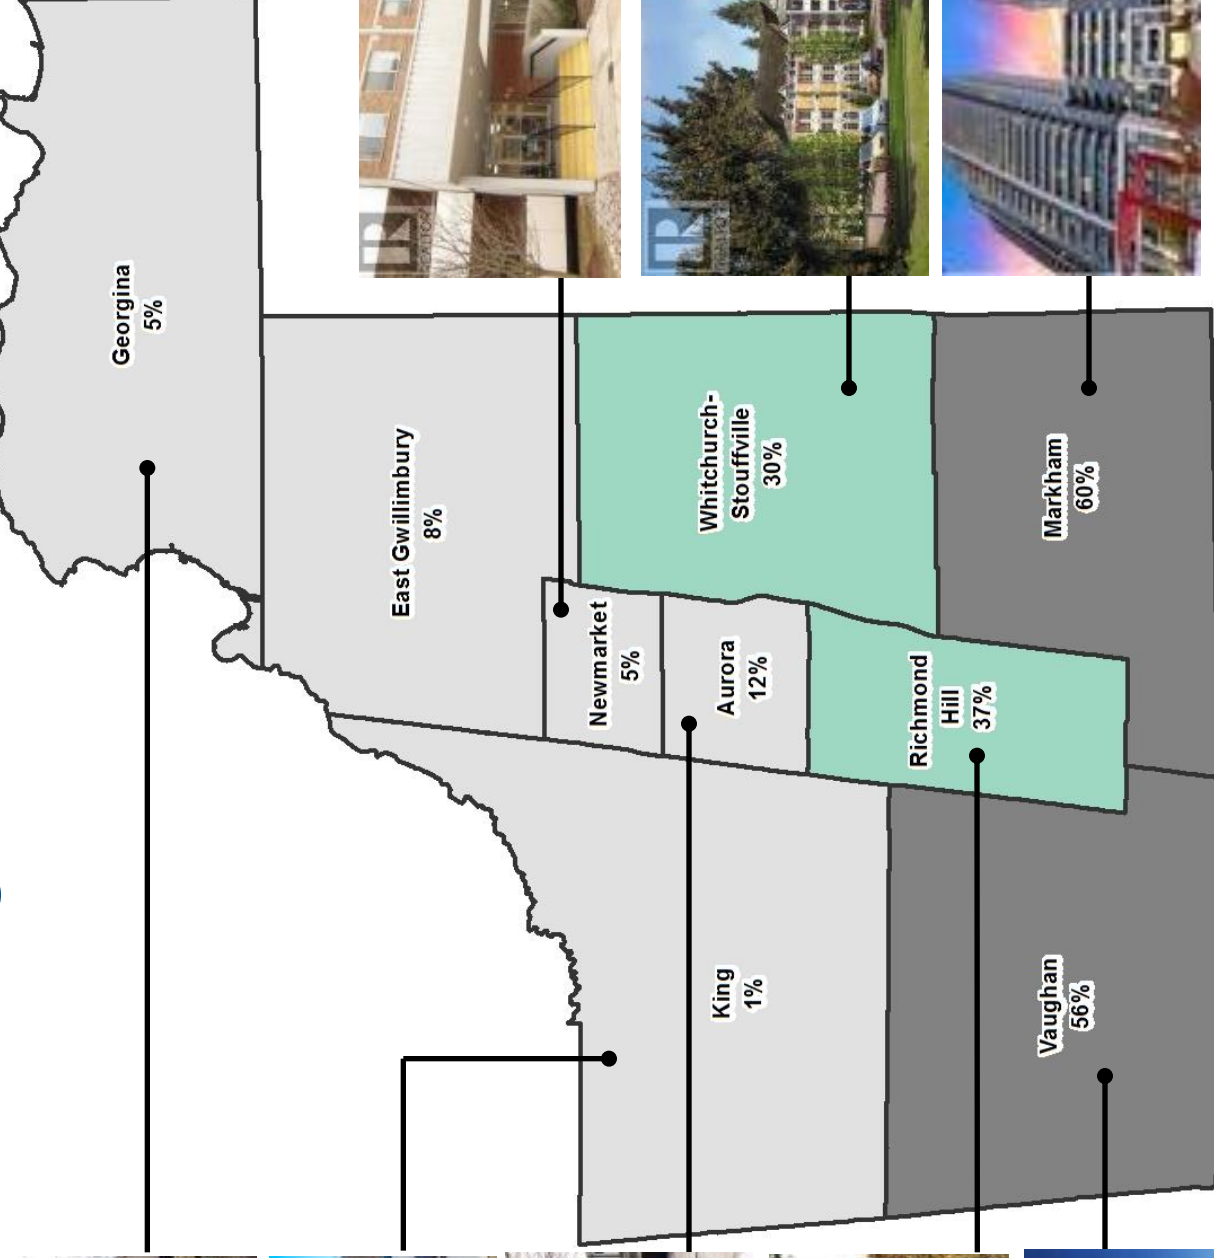 Georgina
5%
East Gwillimbury
8%
Newmarket
5%
Whitchurch-
Stouffville
30%
Aurora
12%
King
1%
Richmond
Hill
37%
Markham
60%
Vaughan
56%